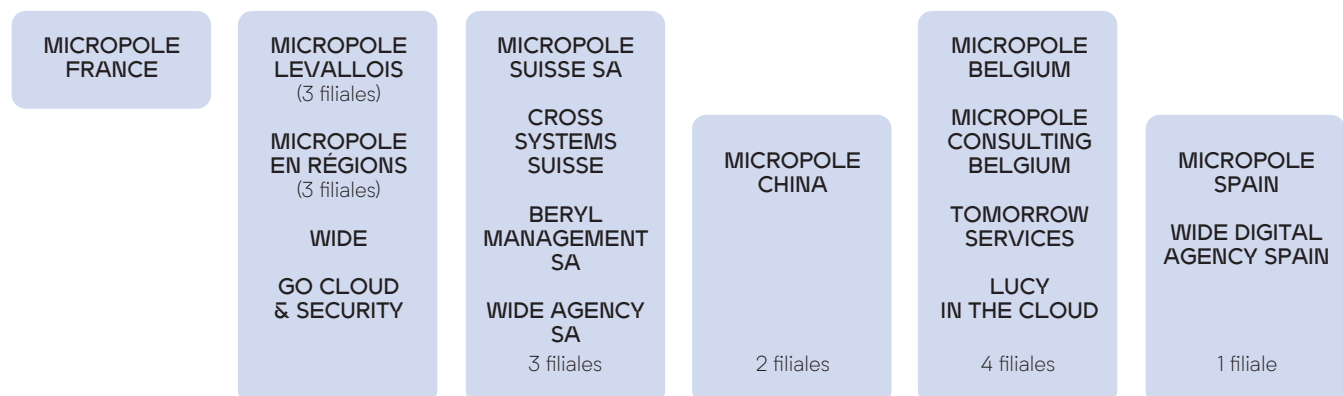 MICROPOLE
FRANCE
MICROPOLE
LEVALLOIS
(3 filiales)
MICROPOLE
EN RÉGIONS
(3 filiales)
WIDE
GO CLOUD
& SECURITY
MICROPOLE
SUISSE SA
CROSS
SYSTEMS
SUISSE
BERYL
MANAGEMENT
SA
WIDE AGENCY
SA
3 filiales
MICROPOLE
CHINA
2 filiales
MICROPOLE
BELGIUM
MICROPOLE
CONSULTING
BELGIUM
TOMORROW
SERVICES
LUCY
IN THE CLOUD
4 filiales
MICROPOLE
SPAIN
WIDE DIGITAL
AGENCY SPAIN
1 filiale